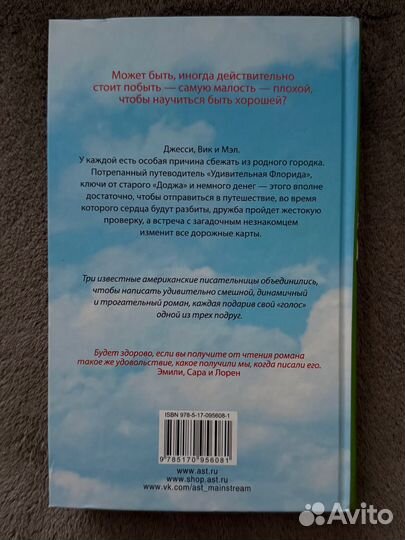 Может быть, иногда действительно
стоит побыть — самую малость — плохой,
чтобы научиться быть хорошей?
Джесси, Вик и Мэл.
У каждой есть особая причина сбежать из родного городка.
Потрепанный путеводитель «Удивительная Флорида»,
ключи от старого «Доджа» и немного денег — этого вполне
достаточно, чтобы отправиться в путешествие, во время
которого сердца будут разбиты, дружба пройдет жестокую
проверку, а встреча с загадочным незнакомцем
изменит все дорожные карты.
Три известные американские писательницы объединились,
чтобы написать удивительно смешной, динамичный
и трогательный роман, каждая подарив свой «голос»
одной из трех подруг.
Будет здорово, если вы получите от чтения романа
такое же удовольствие, какое получили мы, когда писали его.
Эмили, Сара и Лорен
ISBN 978-5-17-095608-1
9 785170 956081
www.ast.ru
www.shop.ast.ru
www.vk.com/ast_mainstream
Avito